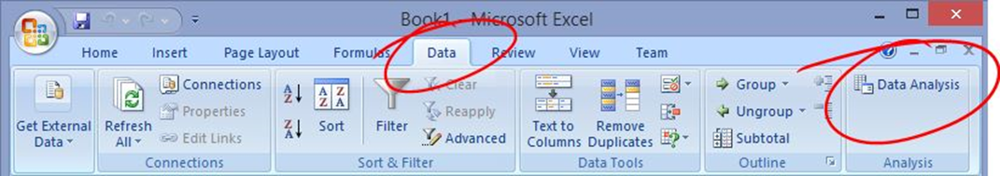 Book1 - Microsoft Excel
Home Insert Page Layout Formulas Data Review View Team
Get External Data
Refresh All
Connections
Properties
Edit Links
Connections
Sort
Filter
Clear
Reapply
Advanced
Sort & Filter
Text to Columns
Remove Duplicates
Data Tools
Group
Ungroup
Subtotal
Outline
Data Analysis
Analysis